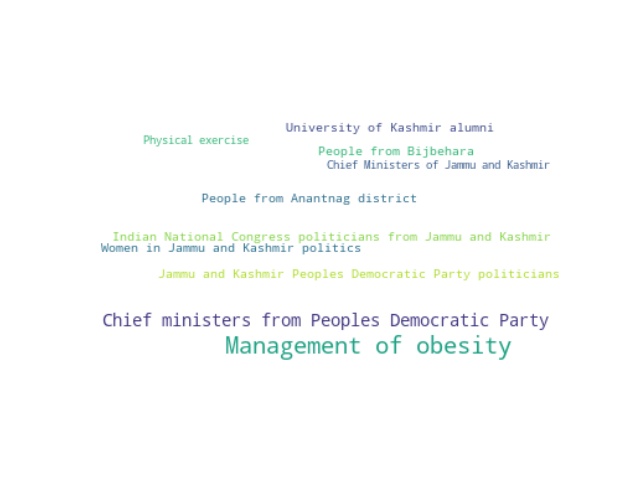 University of Kashmir alumni
Physical exercise
People from Bijbehara
Chief Ministers of Jammu and Kashmir
People from Anantnag district
Indian National Congress politicians from Jammu and Kashmir
Women in Jammu and Kashmir politics
Jammu and Kashmir Peoples Democratic Party politicians
Chief ministers from Peoples Democratic Party
Management of obesity